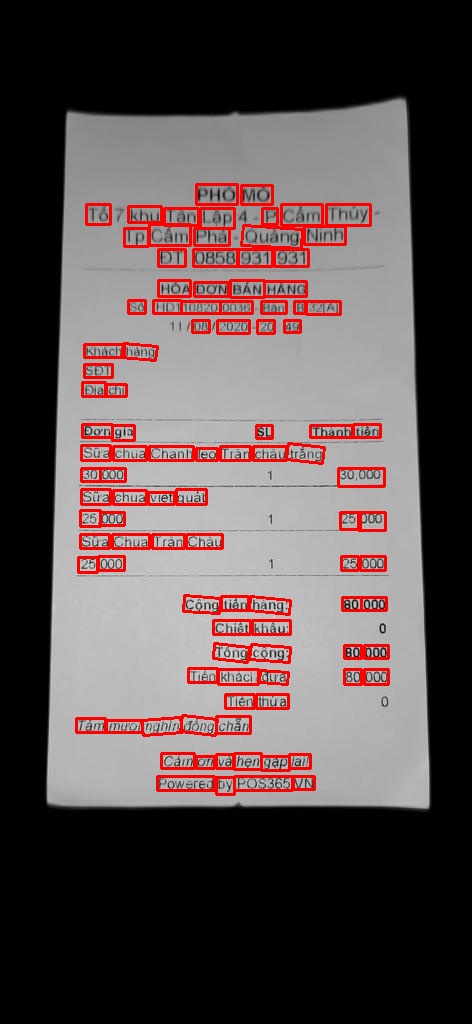 PHỐ MỎ
Tổ 7 khu Tân Lập 4 - P Cẩm Thủy -
Tp Cẩm Phả - Quảng Ninh
ĐT 0858 931 931
HÓA ĐƠN BÁN HÀNG
Số HD110820.0036 - Bàn B 32(A)
11/08/2020 - 20:49
Khách hàng
SĐT
Địa chỉ
Đơn giá SL Thành tiền
Sữa chua Chanh leo Trân châu trắng
30,000 1 30,000
Sữa chua việt quất
25,000 1 25,000
Sữa Chua Trân Châu
25,000 1 25,000
Cộng tiền hàng: 80,000
Chiết khấu: 0
Tổng cộng: 80,000
Tiền khách đưa 80,000
Tiền thừa 0
Tám mươi nghìn đồng chẵn
Cảm ơn và hẹn gặp lại!
Powered by POS365.VN